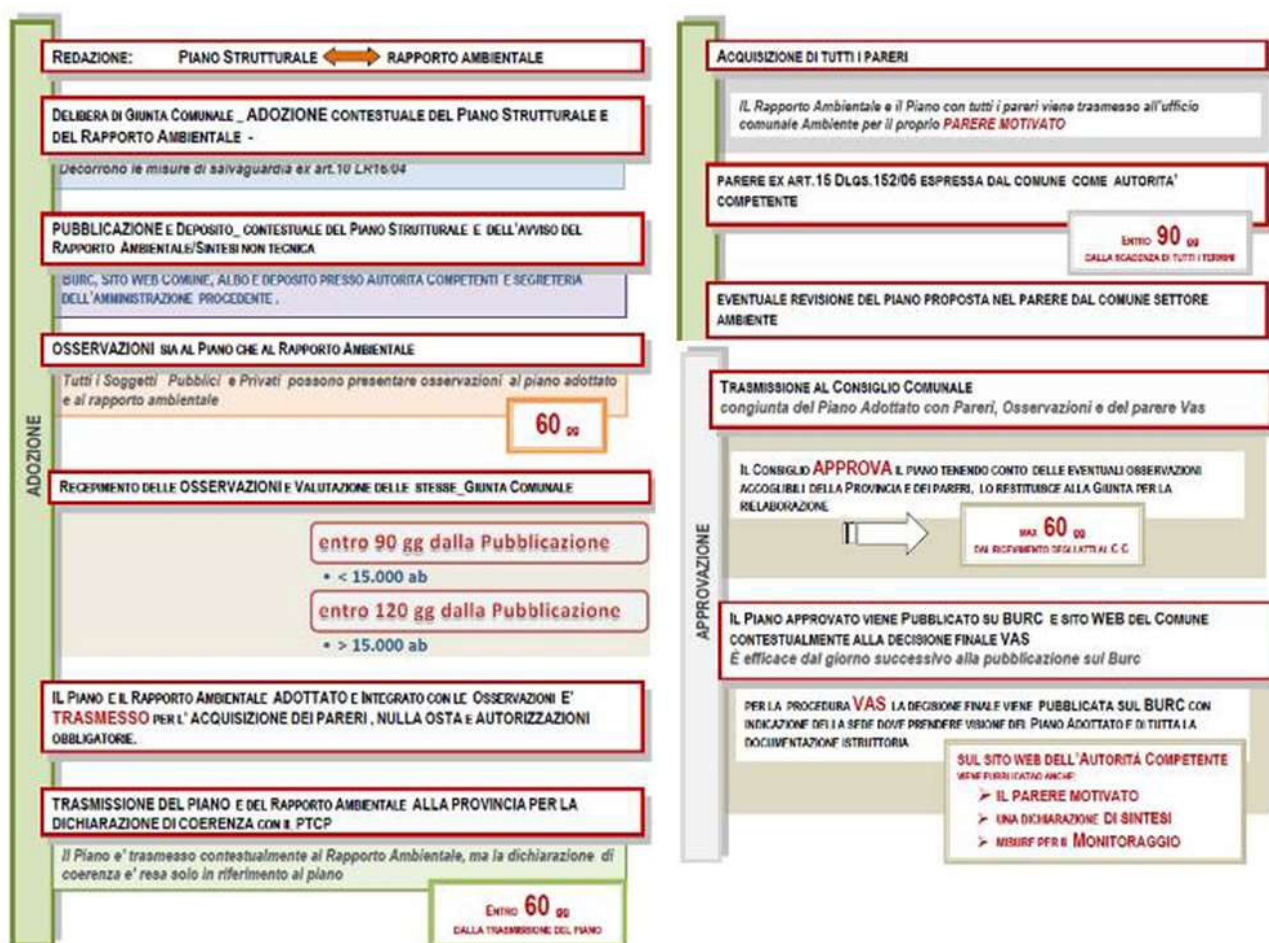 ADOZIONE
REDAZIONE: PIANO STRUTTURALE RAPPORTO AMBIENTALE
DELIBERA DI GIUNTA COMUNALE _ ADOZIONE CONTESTUALE DEL PIANO STRUTTURALE E
DEL RAPPORTO AMBIENTALE -
Decorrono le misure di salvaguardia ex art.10 LR16/04
PUBBLICAZIONE E DEPOSITO_ CONTESTUALE DEL PIANO STRUTTURALE E DELL'AVVISO DEL
RAPPORTO AMBIENTALE/SINTESI NON TECNICA
BURC, SITO WEB COMUNE, ALBO E DEPOSITO PRESSO AUTORITÀ COMPETENTI E SEGRETERIA
DELL'AMMINISTRAZIONE PROCEDENTE .
OSSERVAZIONI SIA AL PIANO CHE AL RAPPORTO AMBIENTALE
Tutti i Soggetti Pubblici e Privati possono presentare osservazioni al piano adottato
e al rapporto ambientale
60 gg
RECEPIMENTO DELLE OSSERVAZIONI E VALUTAZIONE DELLE STESSE_GIUNTA COMUNALE
entro 90 gg dalla Pubblicazione
• < 15.000 ab
entro 120 gg dalla Pubblicazione
• > 15.000 ab
IL PIANO E IL RAPPORTO AMBIENTALE ADOTTATO E INTEGRATO CON LE OSSERVAZIONI E'
TRASMESSO PER L' ACQUISIZIONE DEI PARERI , NULLA OSTA E AUTORIZZAZIONI
OBBLIGATORIE.
TRASMISSIONE DEL PIANO E DEL RAPPORTO AMBIENTALE ALLA PROVINCIA PER LA
DICHIARAZIONE DI COERENZA CON IL PTCP
Il Piano e' trasmesso contestualmente al Rapporto Ambientale, ma la dichiarazione di
coerenza e' resa solo in riferimento al piano
ENTRO 60 gg
DALLA TRASMISSIONE DEL PIANO
ACQUISIZIONE DI TUTTI I PARERI
IL Rapporto Ambientale e il Piano con tutti i pareri viene trasmesso all'ufficio
comunale Ambiente per il proprio PARERE MOTIVATO
PARERE EX ART.15 DLGS.152/06 ESPRESSA DAL COMUNE COME AUTORITA'
COMPETENTE
ENTRO 90 gg
DALLA SCADENZA DI TUTTI I TERMINI
EVENTUALE REVISIONE DEL PIANO PROPOSTA NEL PARERE DAL COMUNE SETTORE
AMBIENTE
APPROVAZIONE
TRASMISSIONE AL CONSIGLIO COMUNALE
congiunta del Piano Adottato con Pareri, Osservazioni e del parere Vas
IL CONSIGLIO APPROVA IL PIANO TENENDO CONTO DELLE EVENTUALI OSSERVAZIONI
ACCOGLIBILI DELLA PROVINCIA E DEI PARERI, LO RESTITUISCE ALLA GIUNTA PER LA
RIELABORAZIONE
MAX 60 gg
DAL RICEVIMENTO DEGLI ATTI AL C.C.
IL PIANO APPROVATO VIENE PUBBLICATO SU BURC E SITO WEB DEL COMUNE
CONTESTUALMENTE ALLA DECISIONE FINALE VAS
È efficace dal giorno successivo alla pubblicazione sul Burc
PER LA PROCEDURA VAS LA DECISIONE FINALE VIENE PUBBLICATA SUL BURC CON
INDICAZIONE DELLA SEDE DOVE PRENDERE VISIONE DEL PIANO ADOTTATO E DI TUTTA LA
DOCUMENTAZIONE ISTRUTTORIA
SUL SITO WEB DELL'AUTORITÀ COMPETENTE
VIENE PUBBLICATAO ANCHE:
➢ IL PARERE MOTIVATO
➢ UNA DICHIARAZIONE DI SINTESI
➢ MISURE PER IL MONITORAGGIO